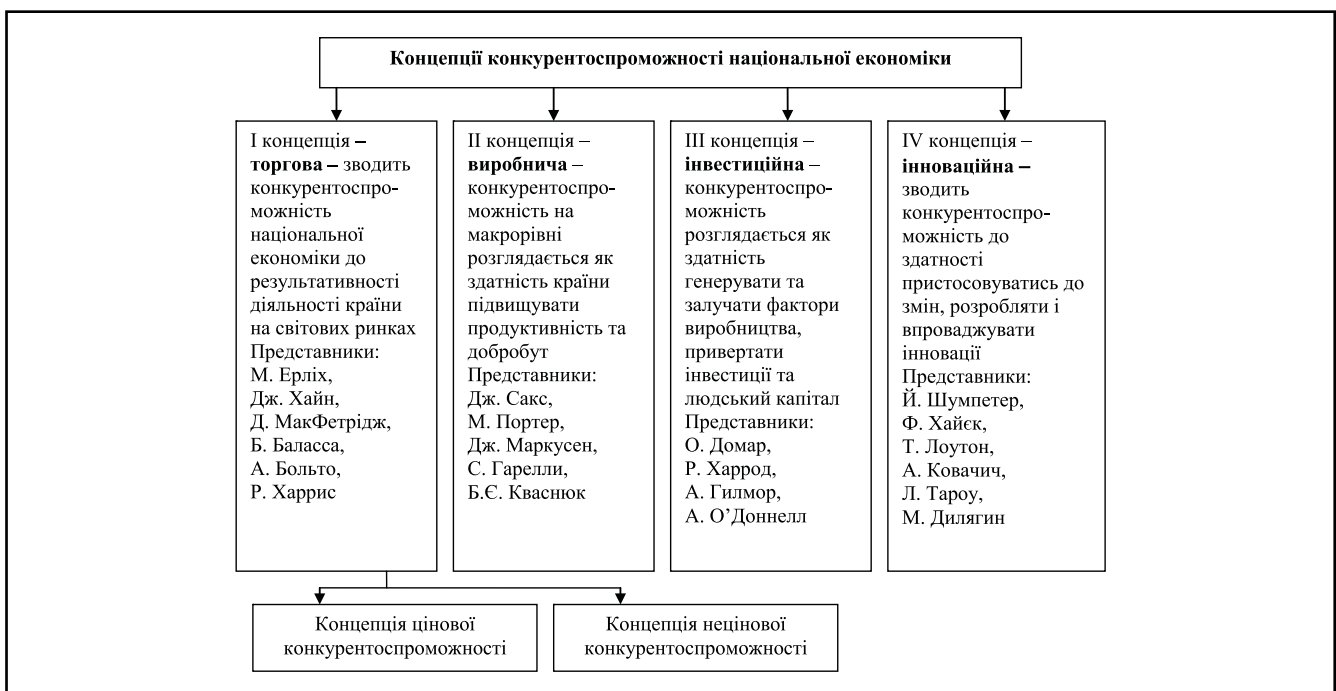 Концепції конкурентоспроможності національної економіки
І концепція –
торгова – зводить
конкурентоспро-
можність
національної
економіки до
результативності
діяльності країни
на світових ринках
Представники:
М. Ерліх,
Дж. Хайн,
Д. МакФетрідж,
Б. Баласса,
А. Больто,
Р. Харрис
ІІ концепція –
виробнича –
конкурентоспро-
можність на
макрорівні
розглядається як
здатність країни
підвищувати
продуктивність та
добробут
Представники:
Дж. Сакс,
М. Портер,
Дж. Маркусен,
С. Гарелли,
Б.Є. Кваснюк
ІІІ концепція –
інвестиційна –
конкурентоспро-
можність
розглядається як
здатність
генерувати та
залучати фактори
виробництва,
привертати
інвестиції та
людський капітал
Представники:
О. Домар,
Р. Харрод,
А. Гилмор,
А. О’Доннелл
IV концепція –
інноваційна –
зводить
конкурентоспро-
можність до
здатності
пристосовуватись до
змін, розробляти і
впроваджувати
інновації
Представники:
Й. Шумпетер,
Ф. Хайєк,
Т. Лоутон,
А. Ковачич,
Л. Тароу,
М. Дилягин
Концепція цінової
конкурентоспроможності
Концепція нецінової
конкурентоспроможності